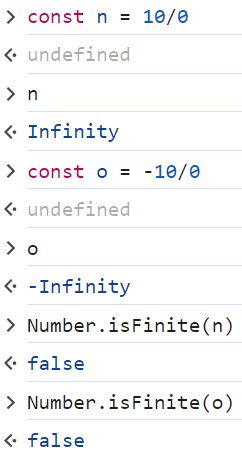 > const n = 10/0
<· undefined
> n
<· Infinity
> const o = -10/0
<· undefined
> o
<· -Infinity
> Number.isFinite(n)
<· false
> Number.isFinite(o)
<· false